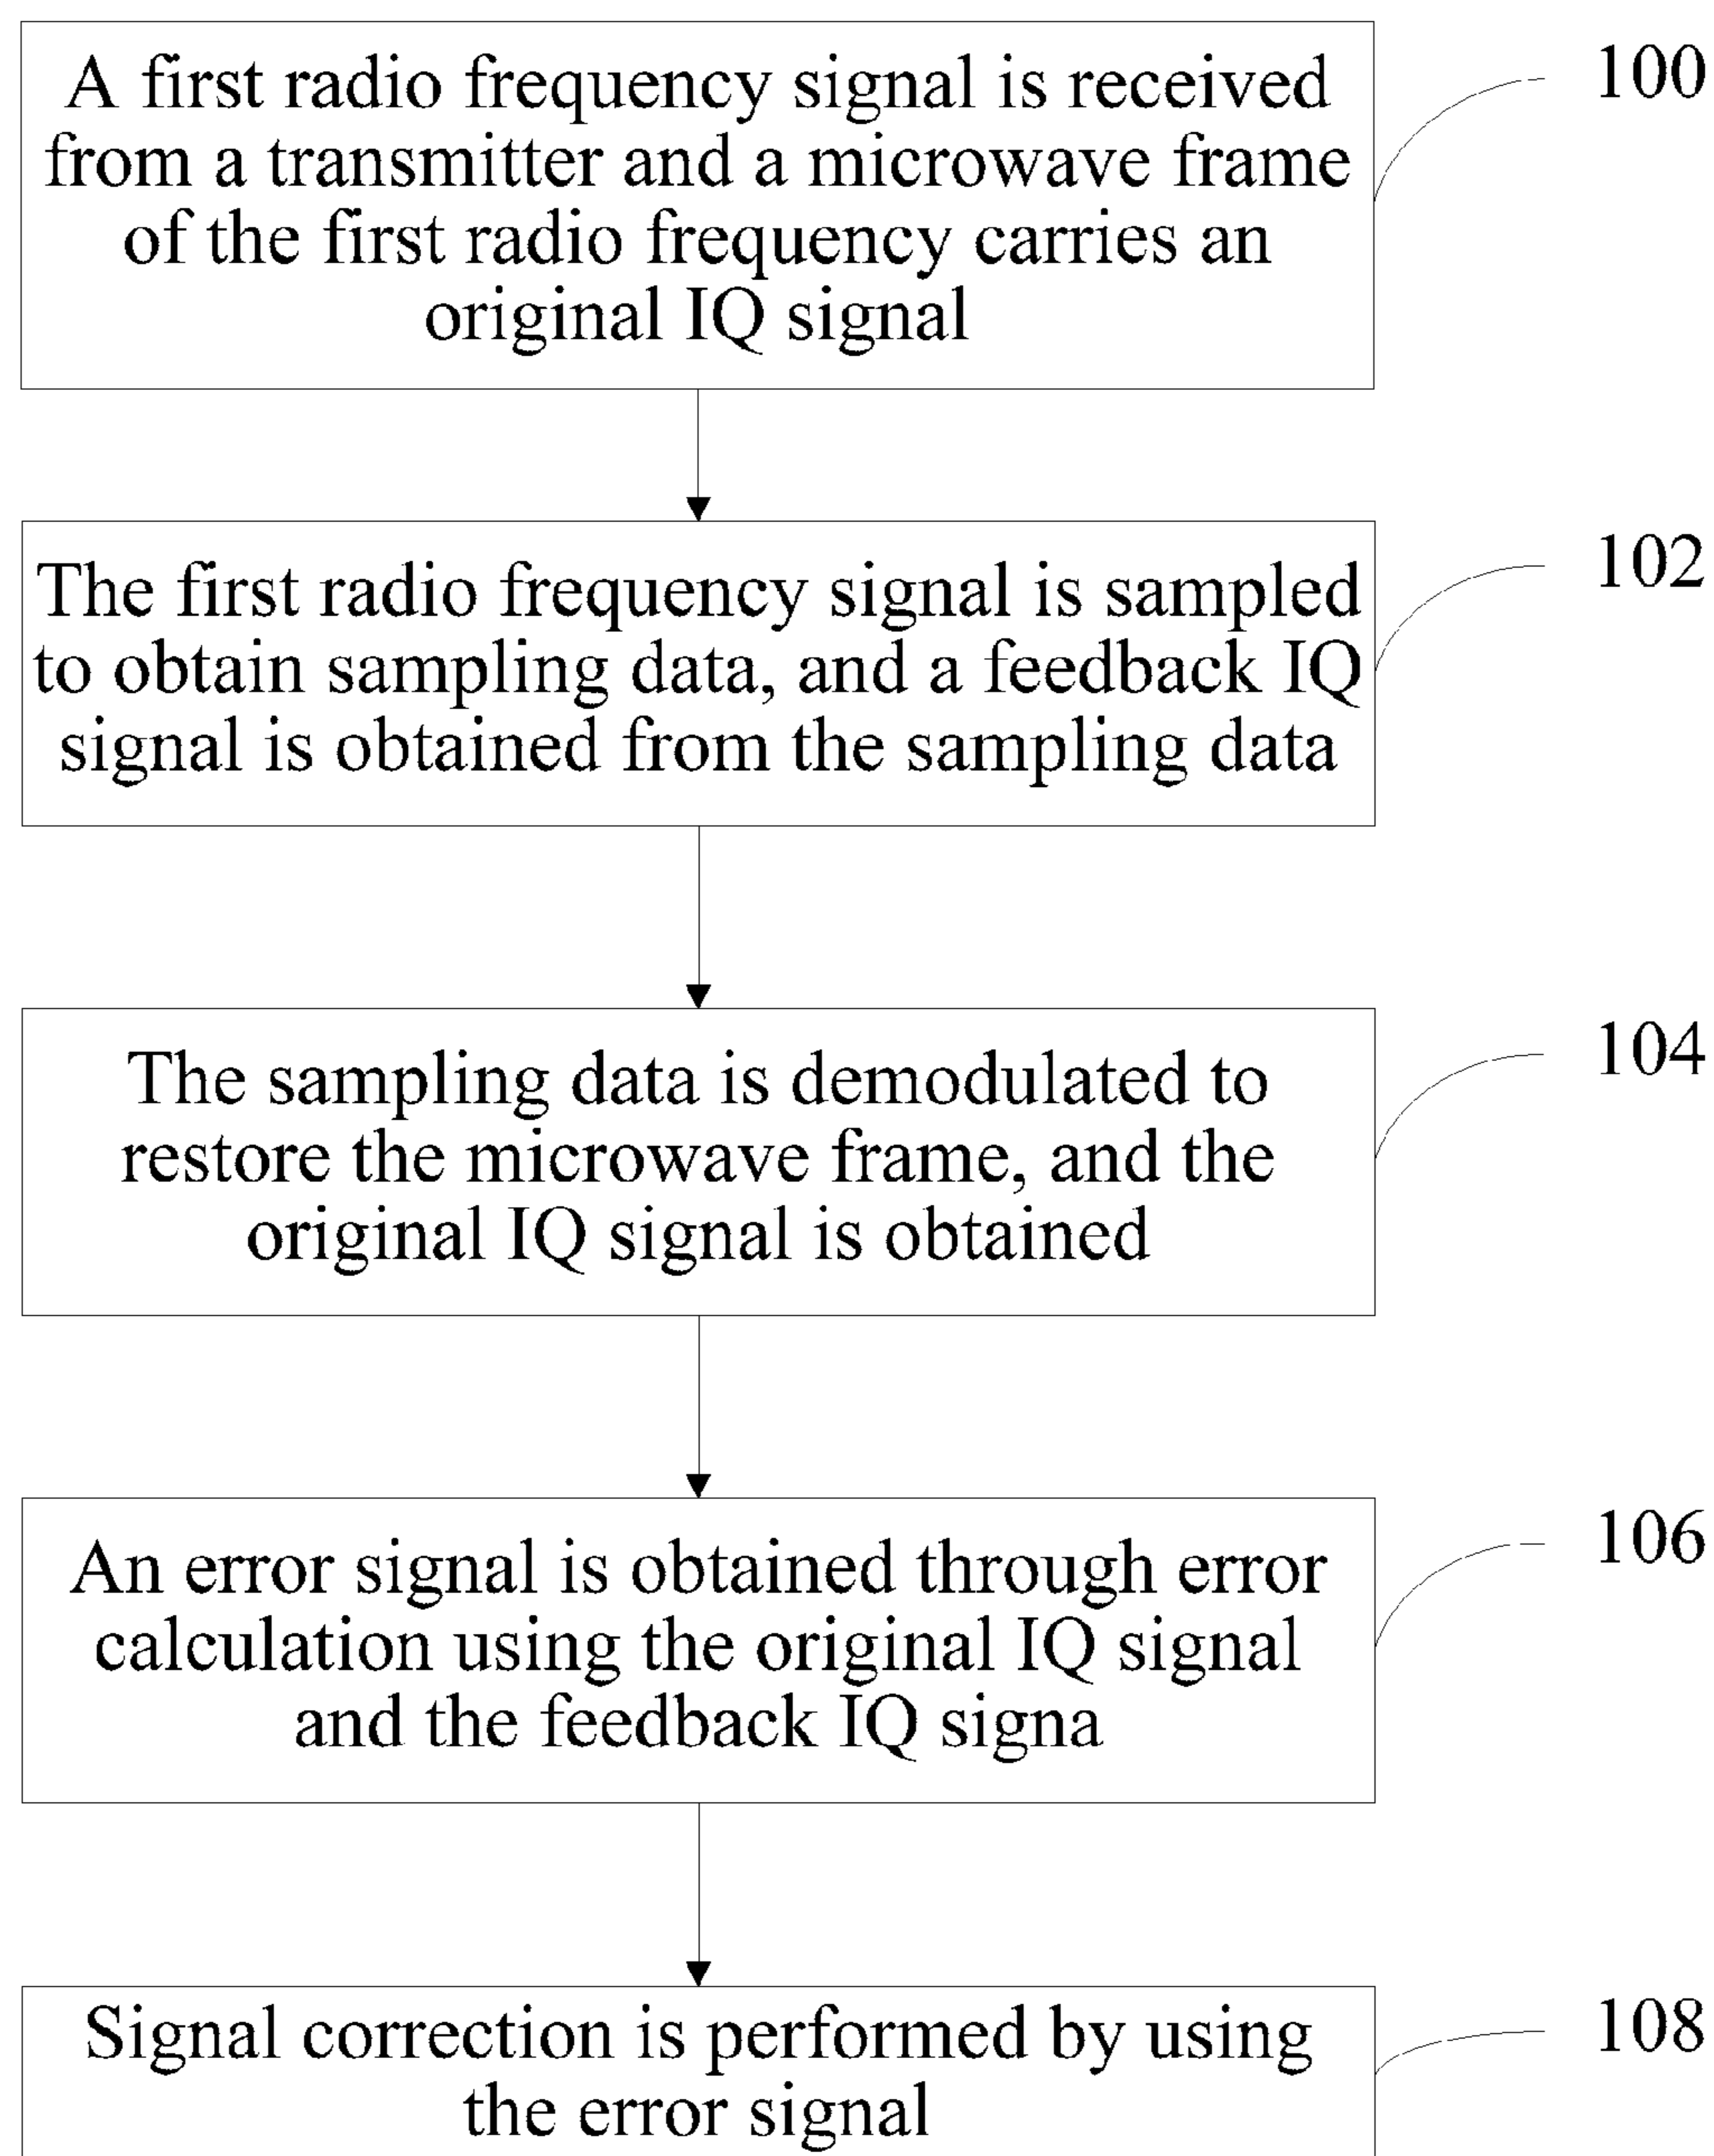 A first radio frequency signal is received
from a transmitter and a microwave frame
of the first radio frequency carries an
original IQ signal
100
The first radio frequency signal is sampled
to obtain sampling data, and a feedback IQ
signal is obtained from the sampling data
102
The sampling data is demodulated to
restore the microwave frame, and the
original IQ signal is obtained
104
An error signal is obtained through error
calculation using the original IQ signal
and the feedback IQ signa
106
Signal correction is performed by using
the error signal
108